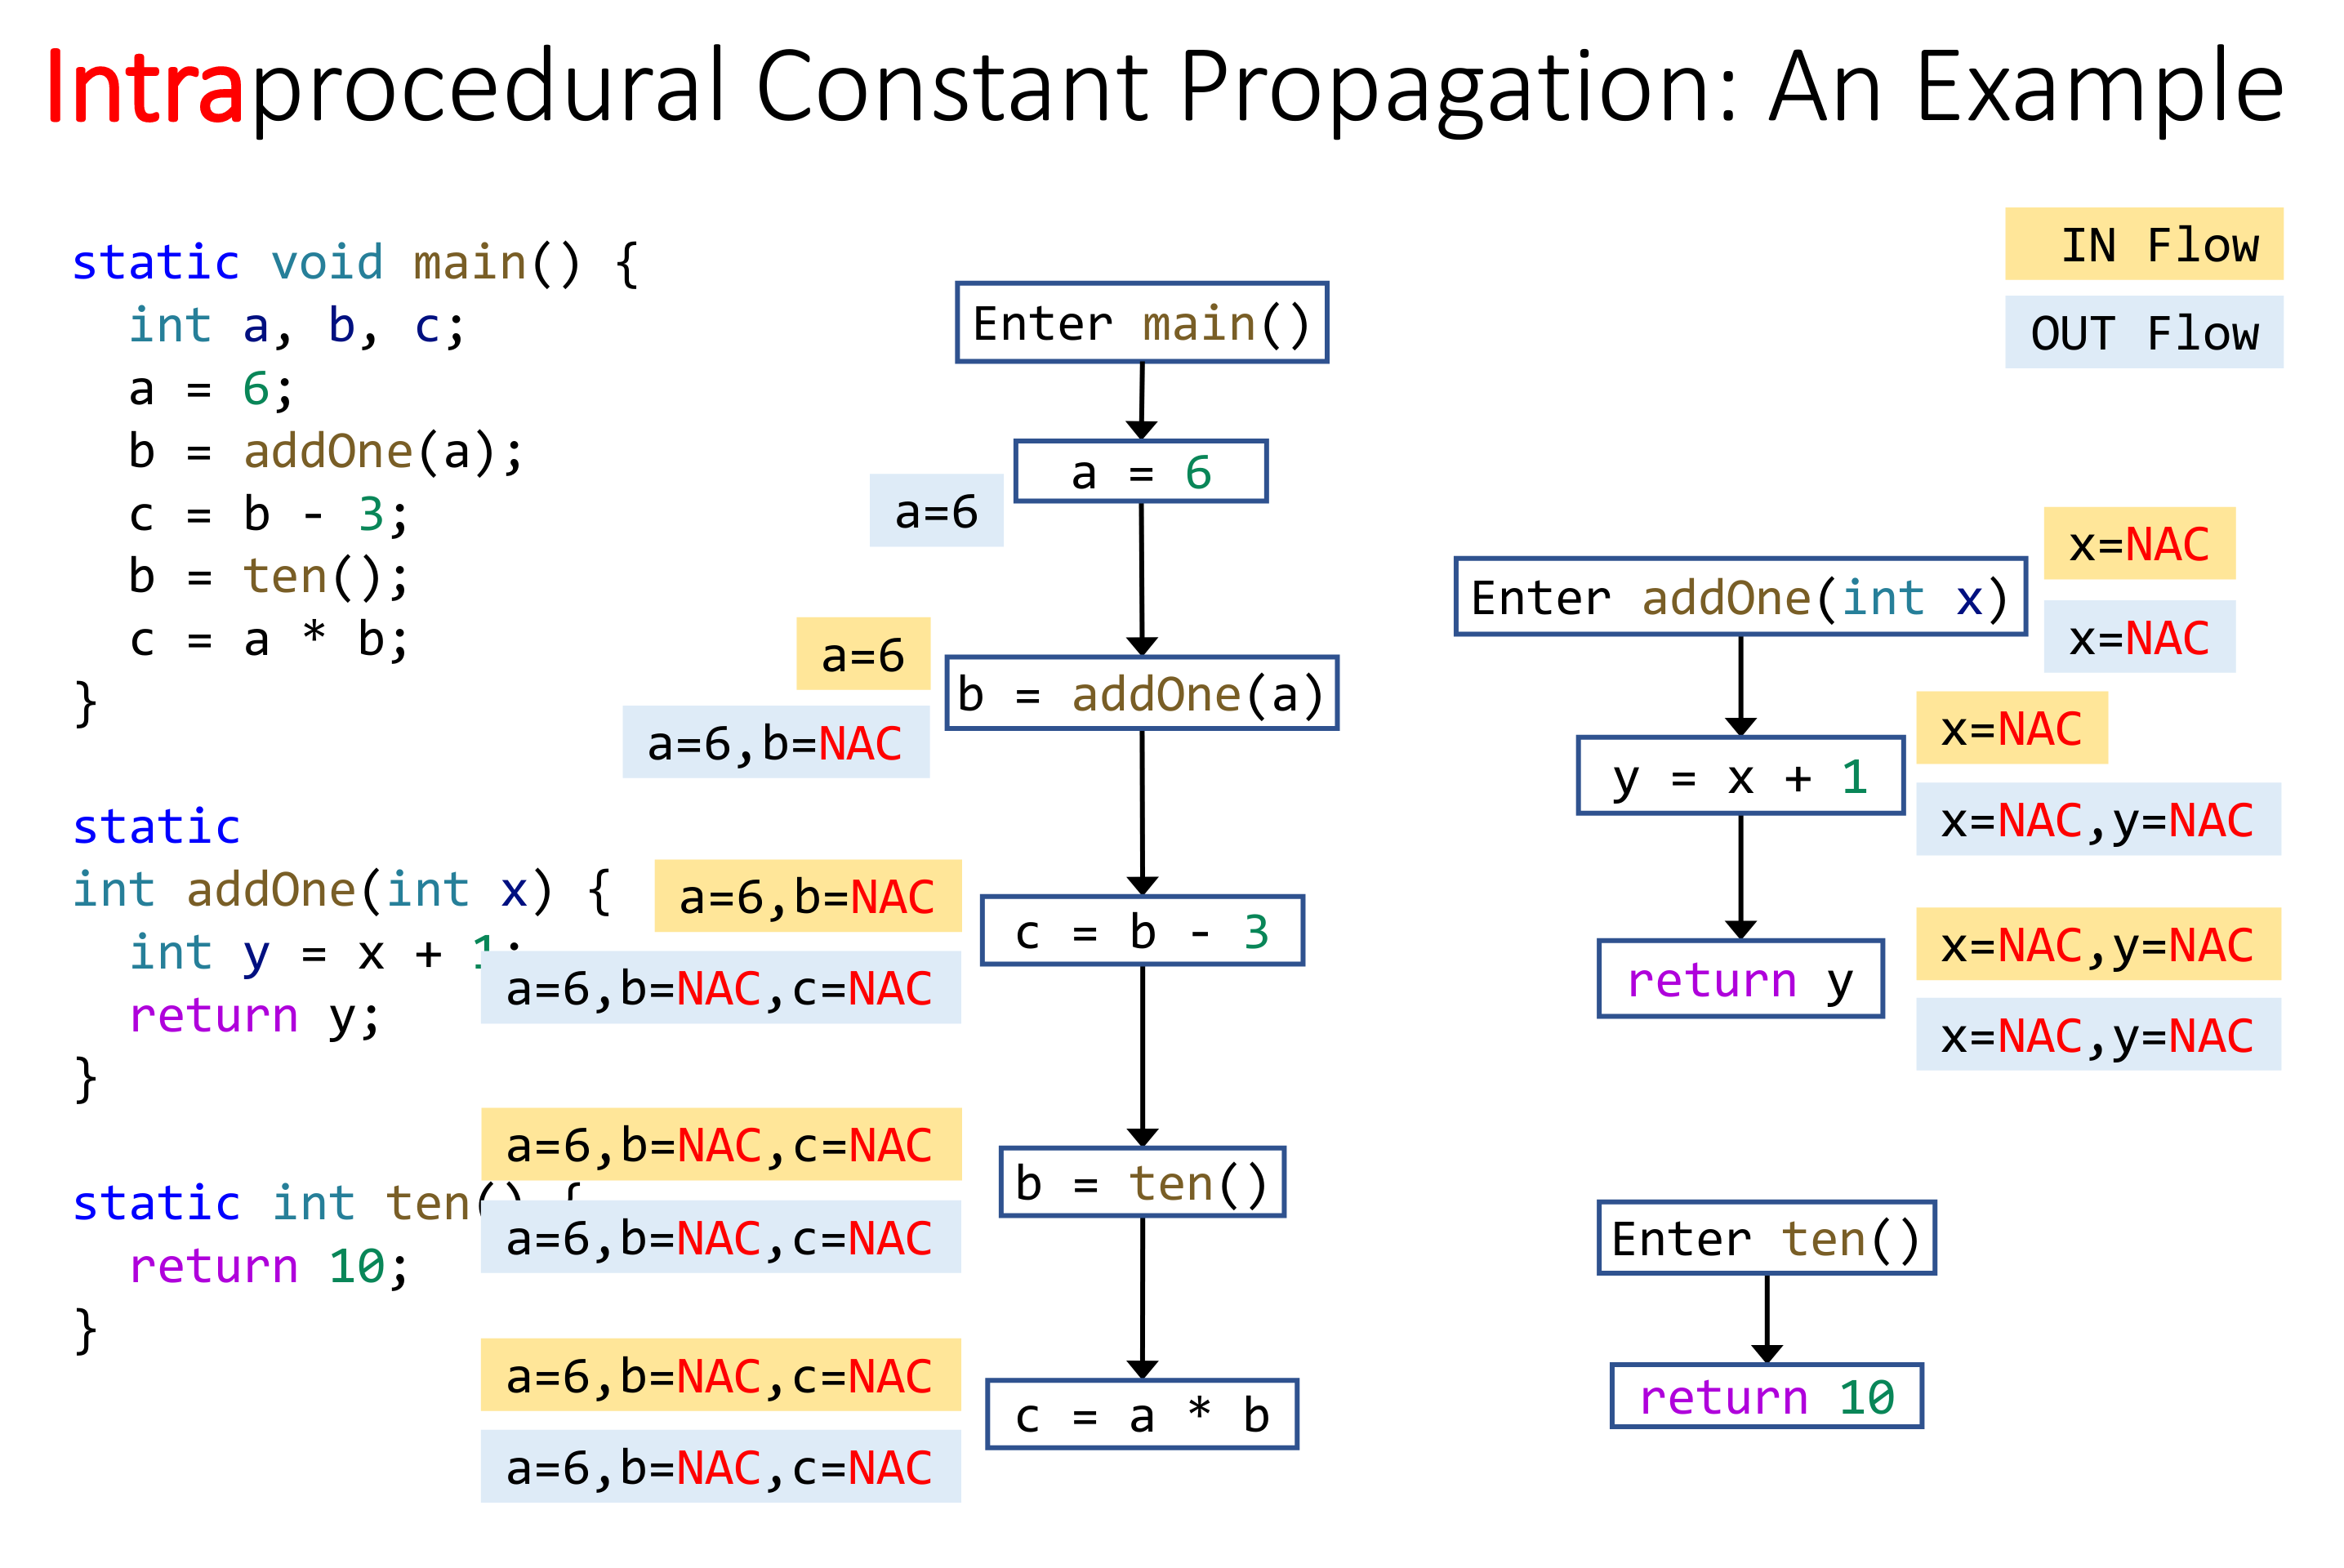 Intraprocedural Constant Propagation: An Example
static void main() {
int a, b, c;
a = 6;
b = addOne(a);
c = b - 3;
b = ten();
c = a * b;
}
static
int addOne(int x) {
int y = x + 1;
return y;
}
static int ten() {
return 10;
}
Enter main()
a = 6
a=6
a=6
b = addOne(a)
a=6,b=NAC
a=6,b=NAC
c = b - 3
a=6,b=NAC,c=NAC
a=6,b=NAC,c=NAC
b = ten()
a=6,b=NAC,c=NAC
a=6,b=NAC,c=NAC
c = a * b
a=6,b=NAC,c=NAC
IN Flow
OUT Flow
x=NAC
Enter addOne(int x)
x=NAC
x=NAC
y = x + 1
x=NAC,y=NAC
x=NAC,y=NAC
return y
x=NAC,y=NAC
Enter ten()
return 10